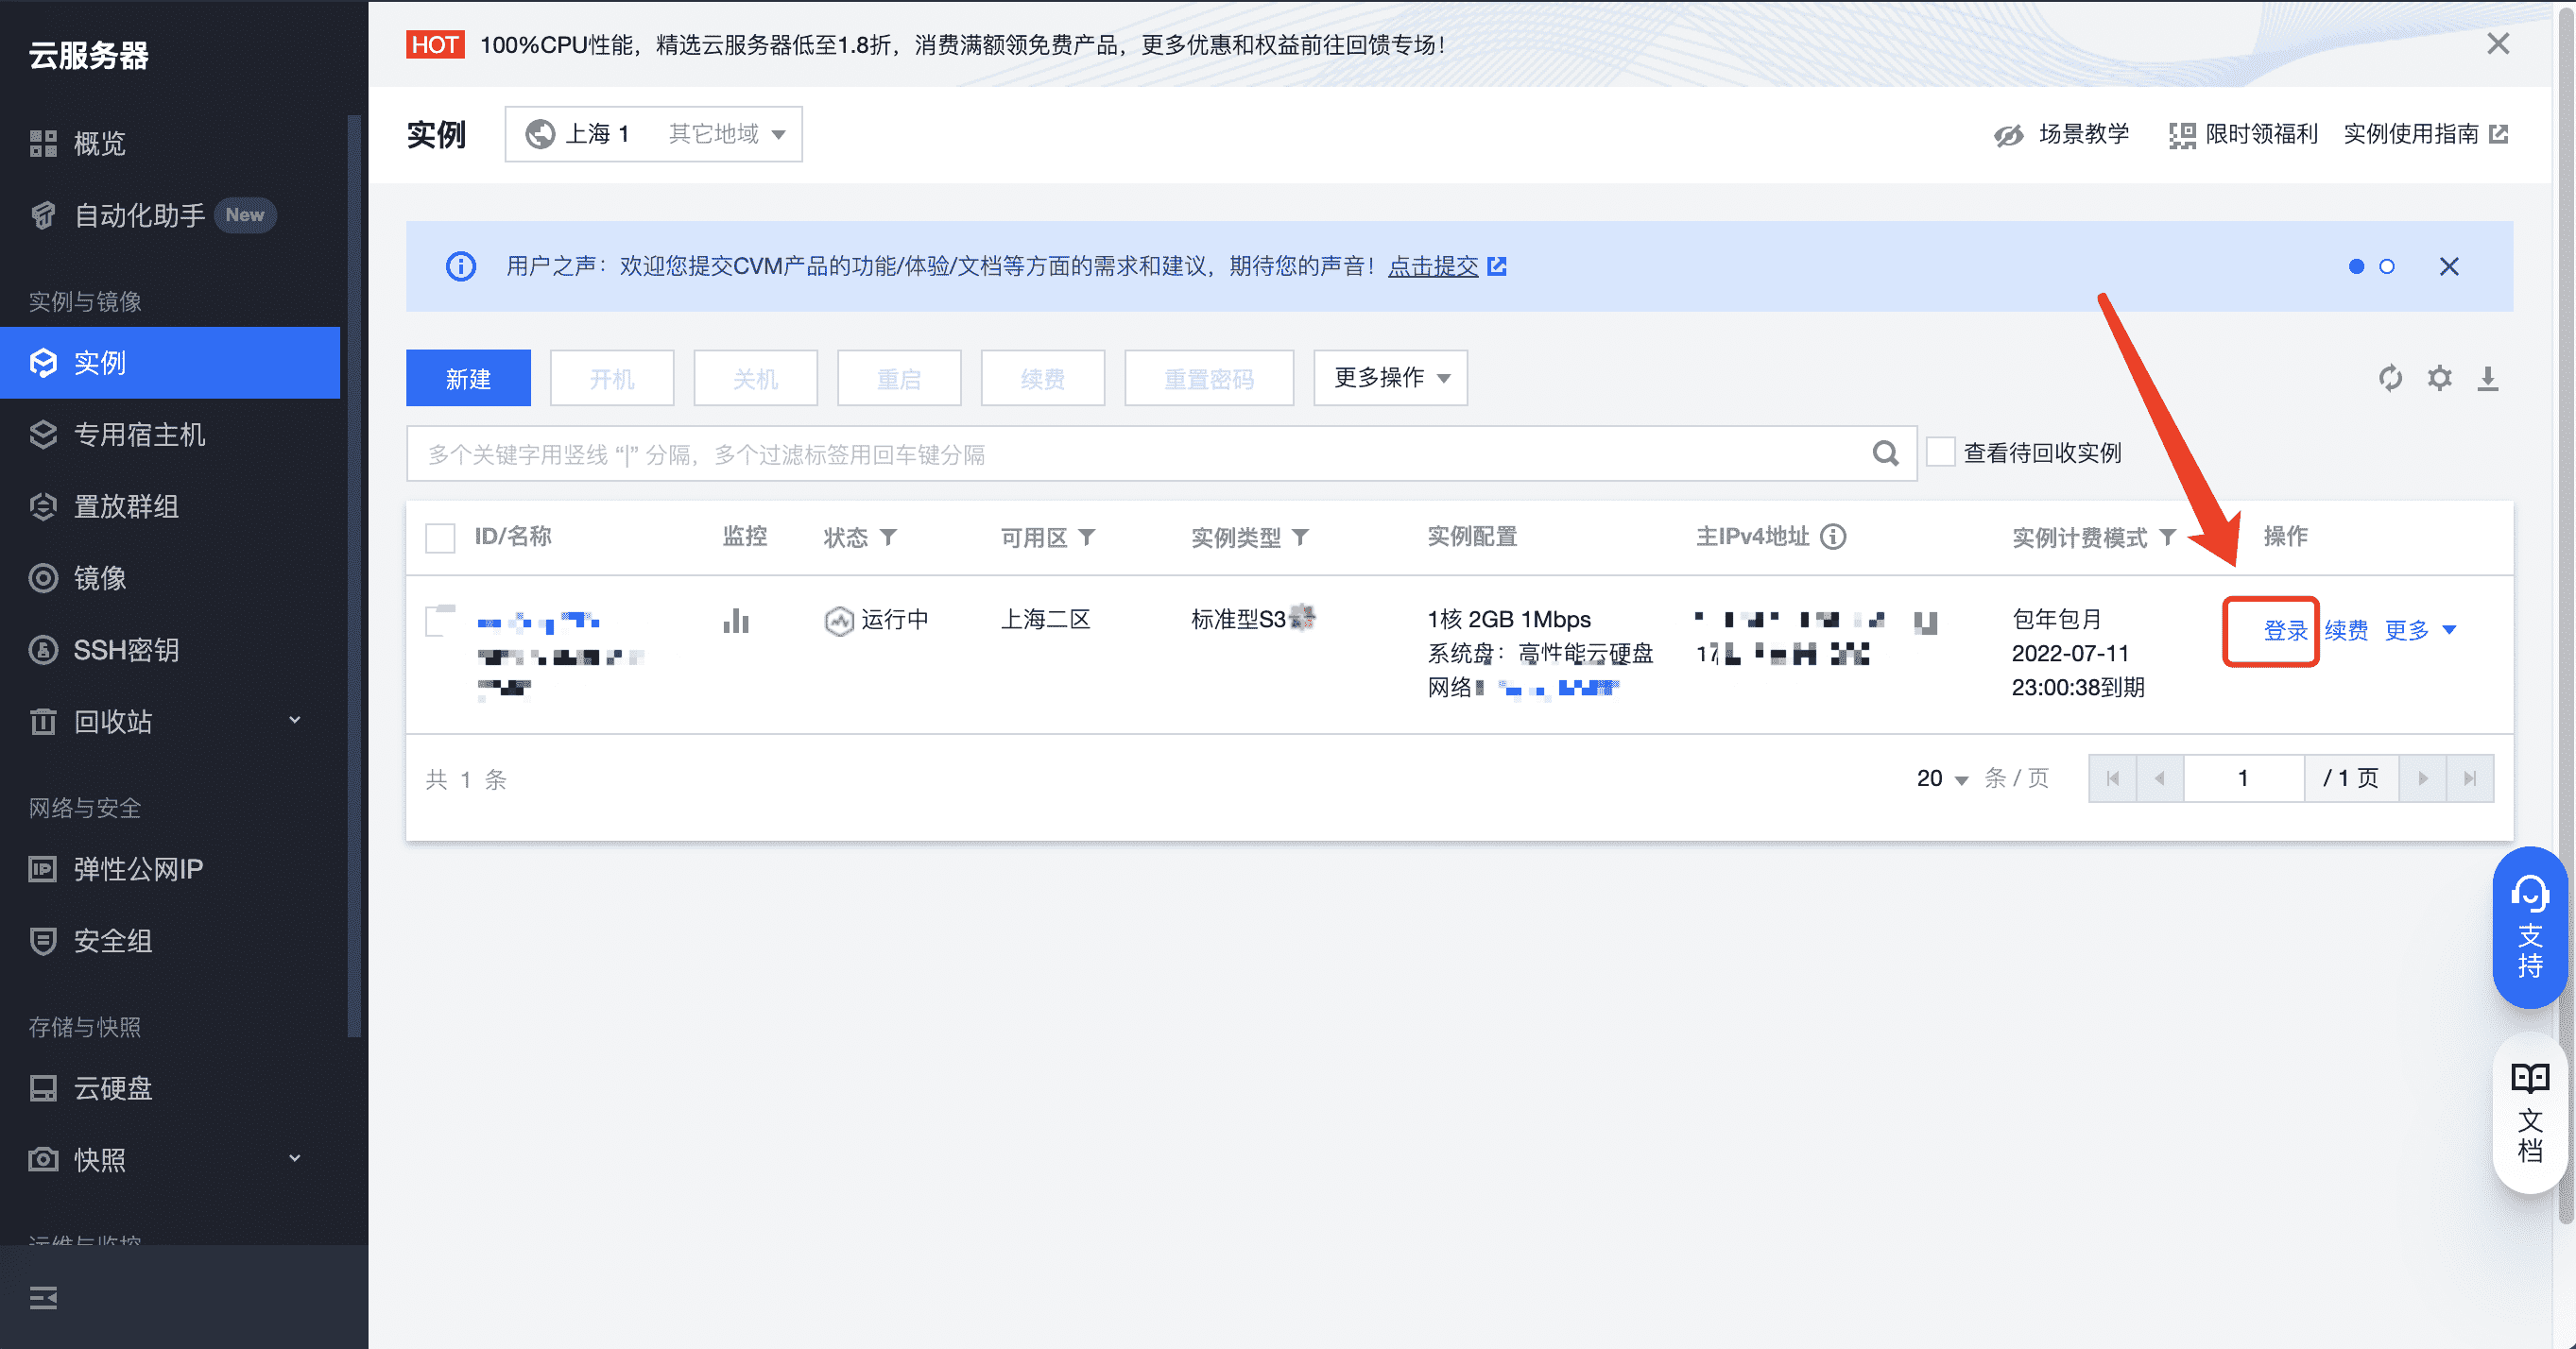 云服务器
概览
自动化助手 New
实例与镜像
实例
专用宿主机
置放群组
镜像
SSH密钥
回收站
网络与安全
弹性公网IP
安全组
存储与快照
云硬盘
快照
运维与监控
HOT 100%CPU性能，精选云服务器低至1.8折，消费满额领免费产品，更多优惠和权益前往回馈专场！
实例 上海 1 其它地域
场景教学 限时领福利 实例使用指南
用户之声：欢迎您提交CVM产品的功能/体验/文档等方面的需求和建议，期待您的声音！点击提交
新建 开机 关机 重启 续费 重置密码 更多操作
多个关键字用竖线 “|” 分隔，多个过滤标签用回车键分隔
查看待回收实例
ID/名称 监控 状态 可用区 实例类型 实例配置 主IPv4地址 实例计费模式 操作
运行中 上海二区 标准型S3 1核 2GB 1Mbps 包年包月
系统盘：高性能云硬盘 17 2022-07-11
网络 23:00:38到期
登录 续费 更多
共 1 条
20 条 / 页 1 / 1 页
支持
文档